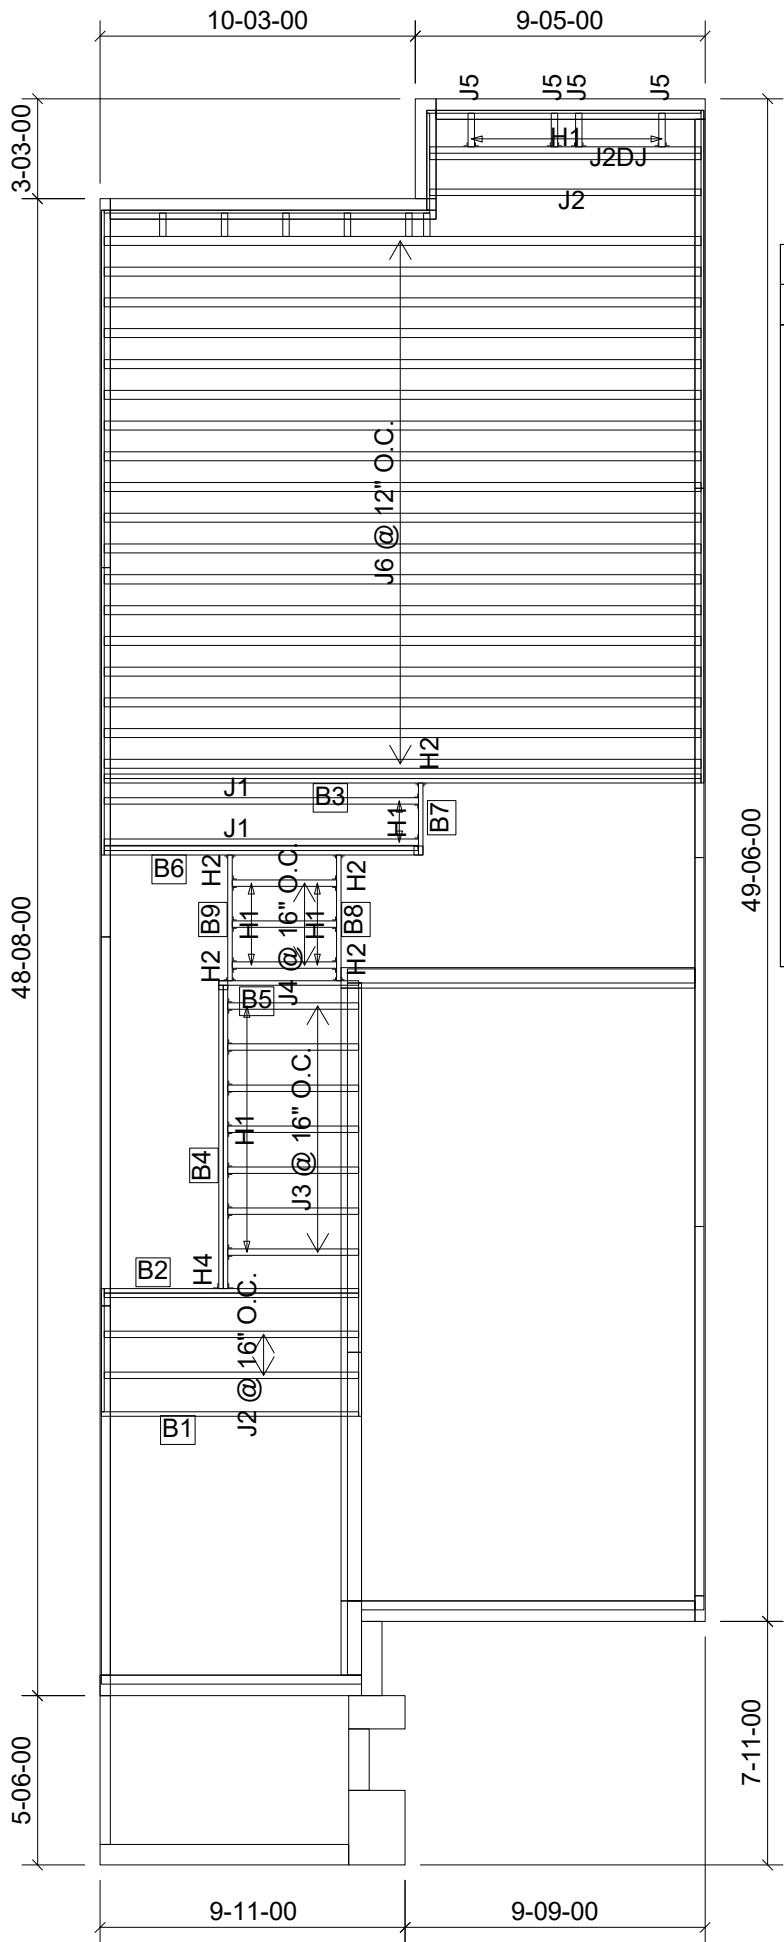 10-03-00
9-05-00
3-03-00
J5
J5
J5
J5
H1
J2DJ
J2
J6 @ 12" O.C.
H2
J1
B3
H1
B7
J1
B6
H2
H2
B9
H1
J4 @ 16" O.C.
H1
B8
H2
H2
B5
48-08-00
49-06-00
H1
J3 @ 16" O.C.
B4
H4
B2
J2 @ 16" O.C.
B1
5-06-00
7-11-00
9-11-00
9-09-00